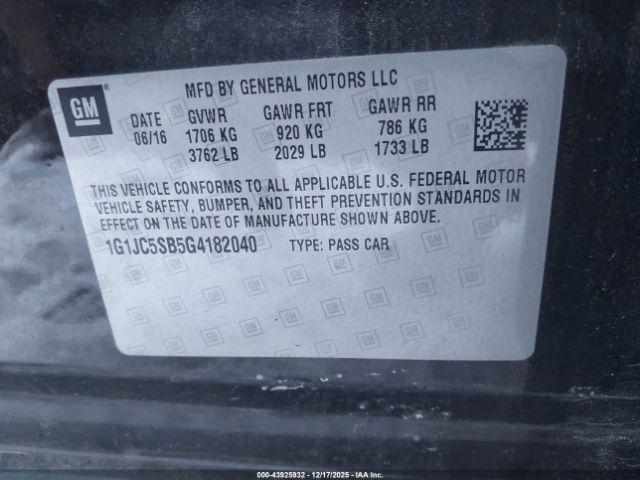 GM
MFD BY GENERAL MOTORS LLC
DATE GVWR GAWR FRT GAWR RR
06/16 1706 KG 920 KG 786 KG
3762 LB 2029 LB 1733 LB
THIS VEHICLE CONFORMS TO ALL APPLICABLE U.S. FEDERAL MOTOR
VEHICLE SAFETY, BUMPER, AND THEFT PREVENTION STANDARDS IN
EFFECT ON THE DATE OF MANUFACTURE SHOWN ABOVE.
1G1JC5SB5G4182040 TYPE: PASS CAR
000-43925932 - 12/17/2025 - IAA Inc.